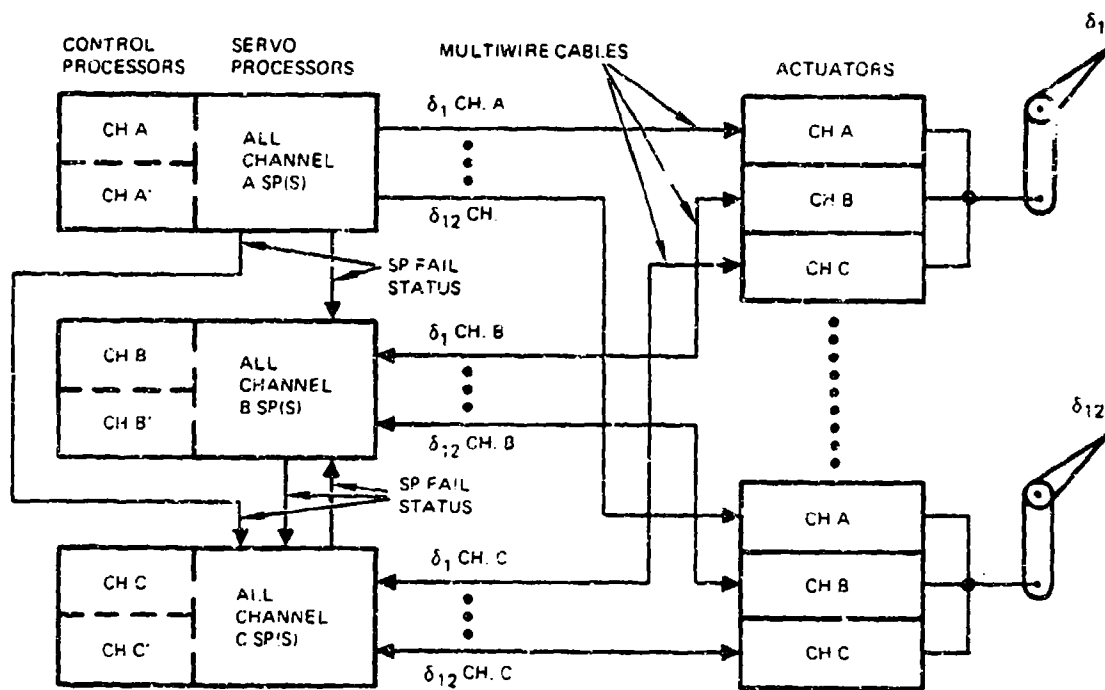 CONTROL
PROCESSORS
SERVO
PROCESSORS
MULTIWIRE CABLES
ACTUATORS
δ1
CH A
CH A'
ALL
CHANNEL
A SP(S)
δ1 CH. A
δ12 CH.
CH A
CH B
CH C
SP FAIL
STATUS
CH B
CH B'
ALL
CHANNEL
B SP(S)
δ1 CH. B
δ12 CH. B
SP FAIL
STATUS
δ12
CH C
CH C'
ALL
CHANNEL
C SP(S)
δ1 CH. C
δ12 CH. C
CH A
CH B
CH C